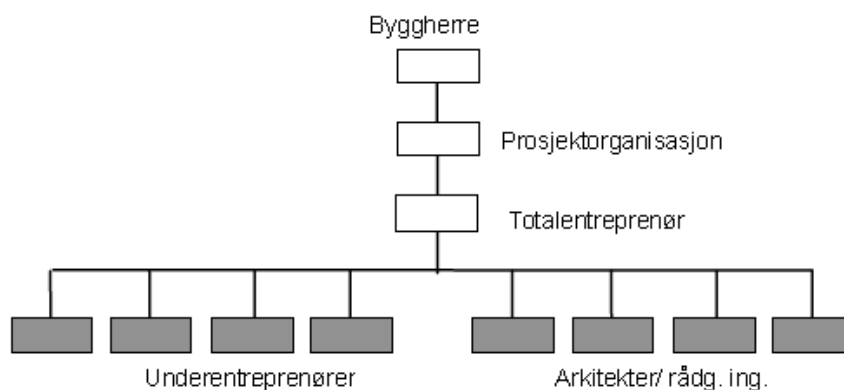 Byggherre
Prosjektorganisasjon
Totalentreprenør
Underentreprenører
Arkitekter/ rådg. ing.